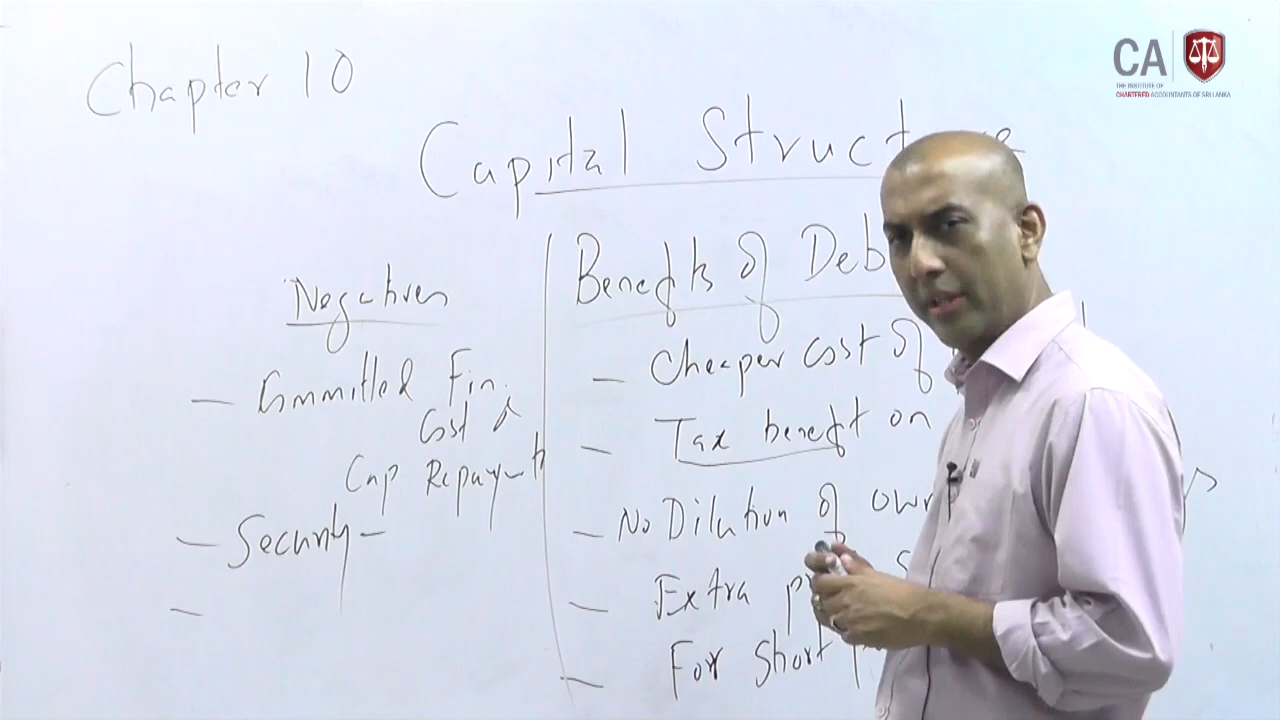 Chapter 10
CA
THE INSTITUTE OF
CHARTERED ACCOUNTANTS OF SRI LANKA
Capital Struct
Negatives
- Committed Fin.
Cost &
Cap Repayment
- Security -
-
Benefits of Deb
- Cheaper cost of
- Tax benefit on
- No Dilution of
- Extra
- For Short